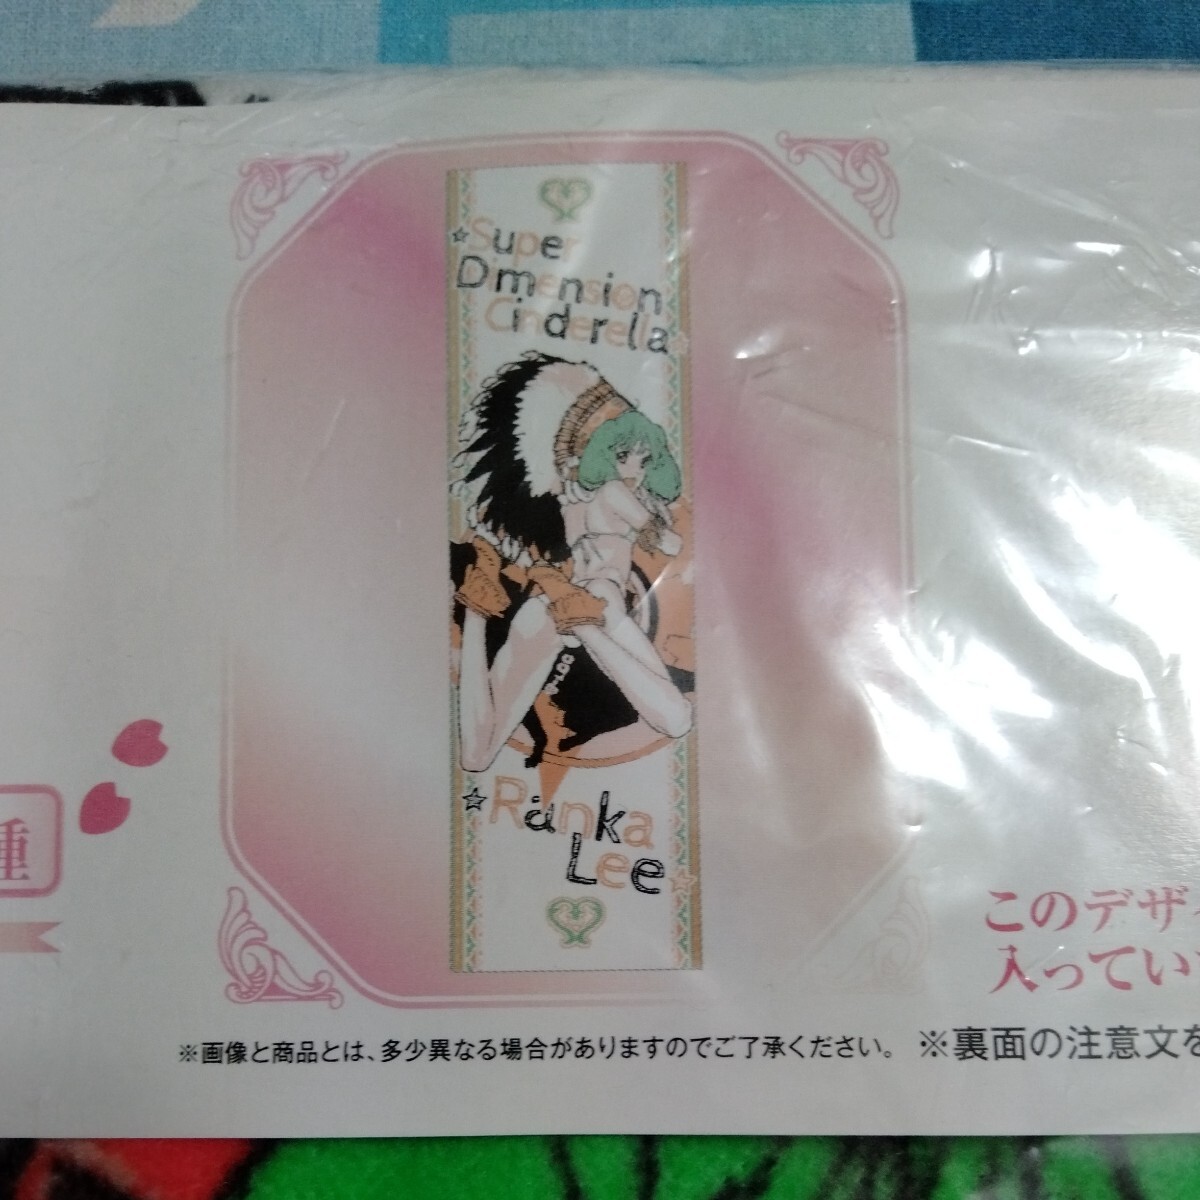 ☆Super
Dimension
Cinderella
☆Ranka
Lee☆
種
このデザイ
入ってい
※画像と商品とは、多少異なる場合がありますのでご了承ください。 ※裏面の注意文を